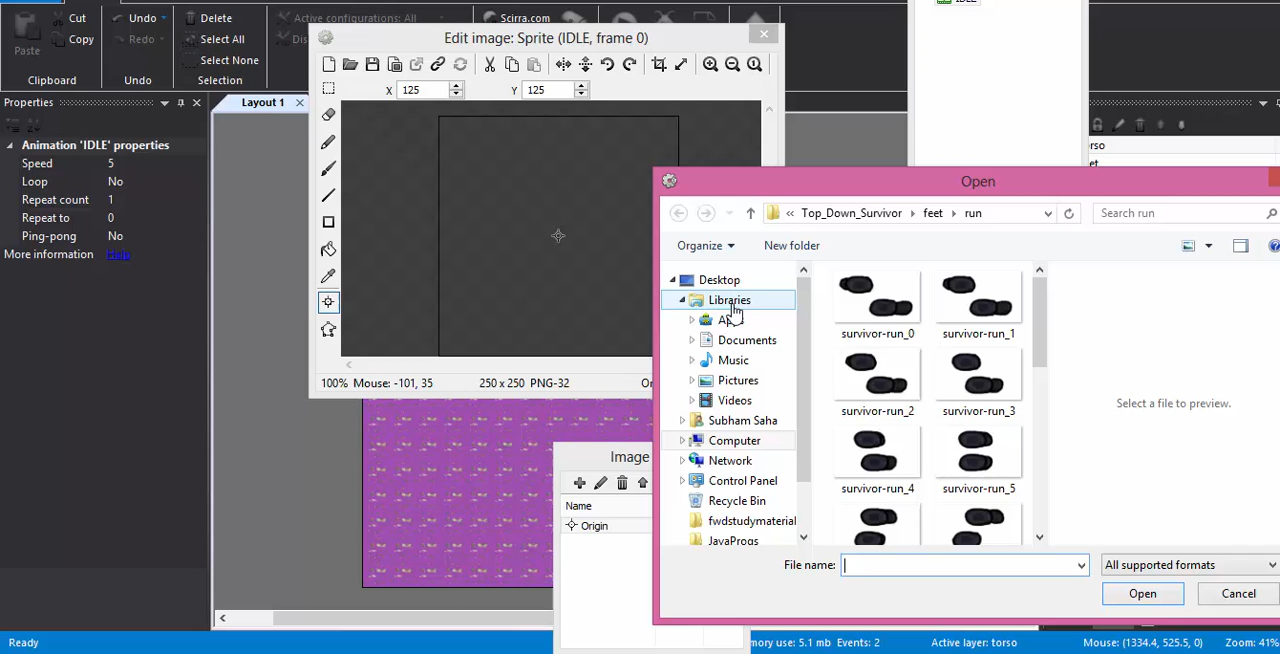 Undo
Delete
Active configurations: All
Scirra.com
Paste
Copy
Redo
Select All
Select None
Clipboard
Undo
Selection
Edit image: Sprite (IDLE, frame 0)
X 125
Y 125
Properties
Layout 1
Animation 'IDLE' properties
Speed 5
Loop No
Repeat count 1
Repeat to 0
Ping-pong No
More information Help
100% Mouse: -101, 35
250 x 250 PNG-32
Image
Name
Origin
Open
« Top_Down_Survivor
feet
run
Search run
Organize
New folder
Desktop
Libraries
Documents
Music
Pictures
Videos
Subham Saha
Computer
Network
Control Panel
Recycle Bin
fwdstudymaterial
JavaProgs
survivor-run_0
survivor-run_1
survivor-run_2
survivor-run_3
survivor-run_4
survivor-run_5
Select a file to preview.
File name:
All supported formats
Open
Cancel
Ready
mory use: 5.1 mb Events: 2
Active layer: torso
Mouse: (1334.4, 525.5, 0)
Zoom: 41%